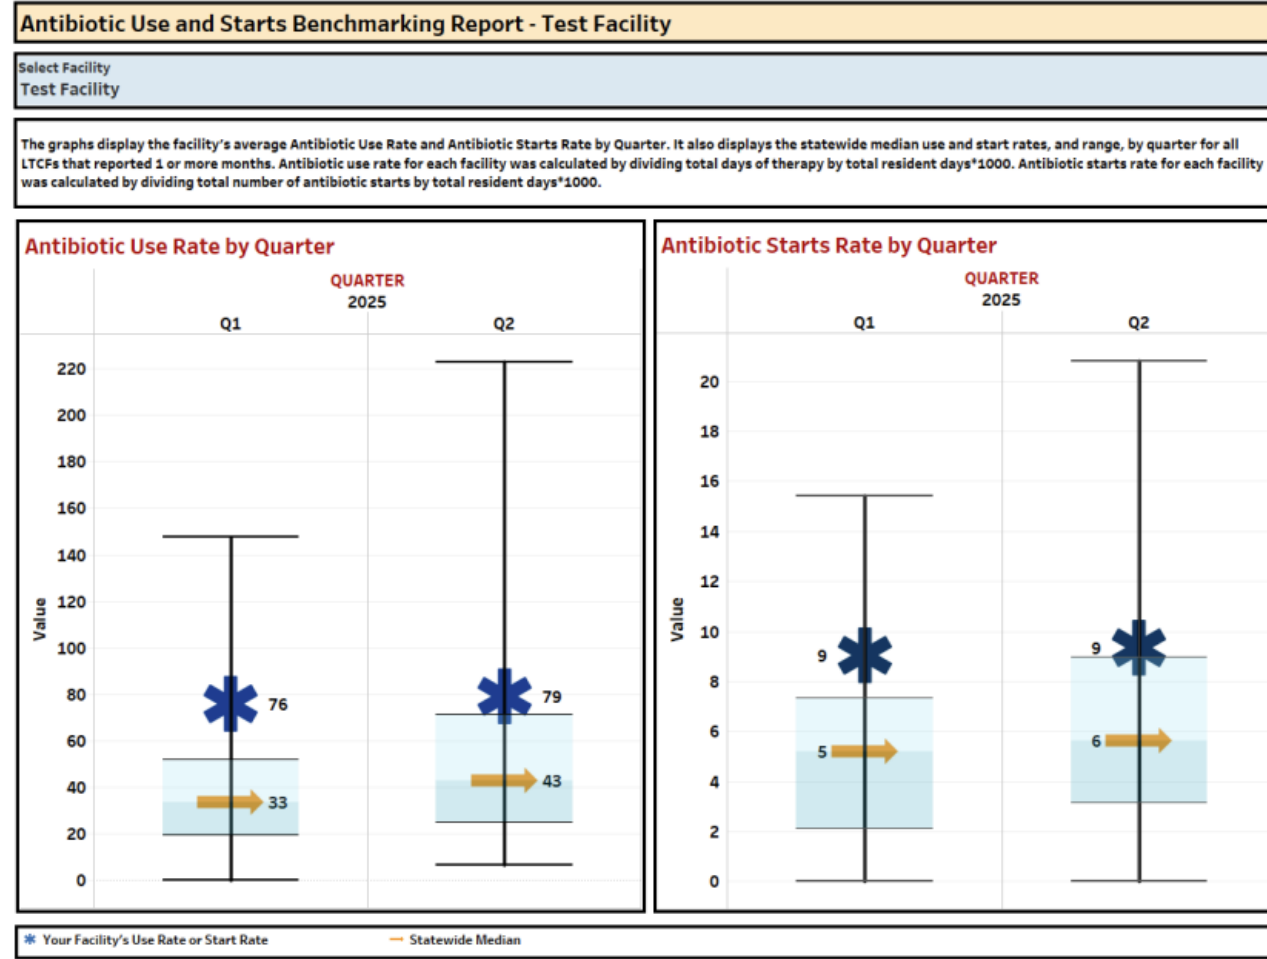 Antibiotic Use and Starts Benchmarking Report - Test Facility
Select Facility
Test Facility
The graphs display the facility's average Antibiotic Use Rate and Antibiotic Starts Rate by Quarter. It also displays the statewide median use and start rates, and range, by quarter for all
LTCFs that reported 1 or more months. Antibiotic use rate for each facility was calculated by dividing total days of therapy by total resident days*1000. Antibiotic starts rate for each facility
was calculated by dividing total number of antibiotic starts by total resident days*1000.
Antibiotic Use Rate by Quarter
QUARTER
2025
Q1 Q2
220
200
180
160
140
120
100
80
60
40
20
0
Value
76
79
33
43
Antibiotic Starts Rate by Quarter
QUARTER
2025
Q1 Q2
20
18
16
14
12
10
8
6
4
2
0
Value
9
9
5
6
Your Facility's Use Rate or Start Rate
Statewide Median